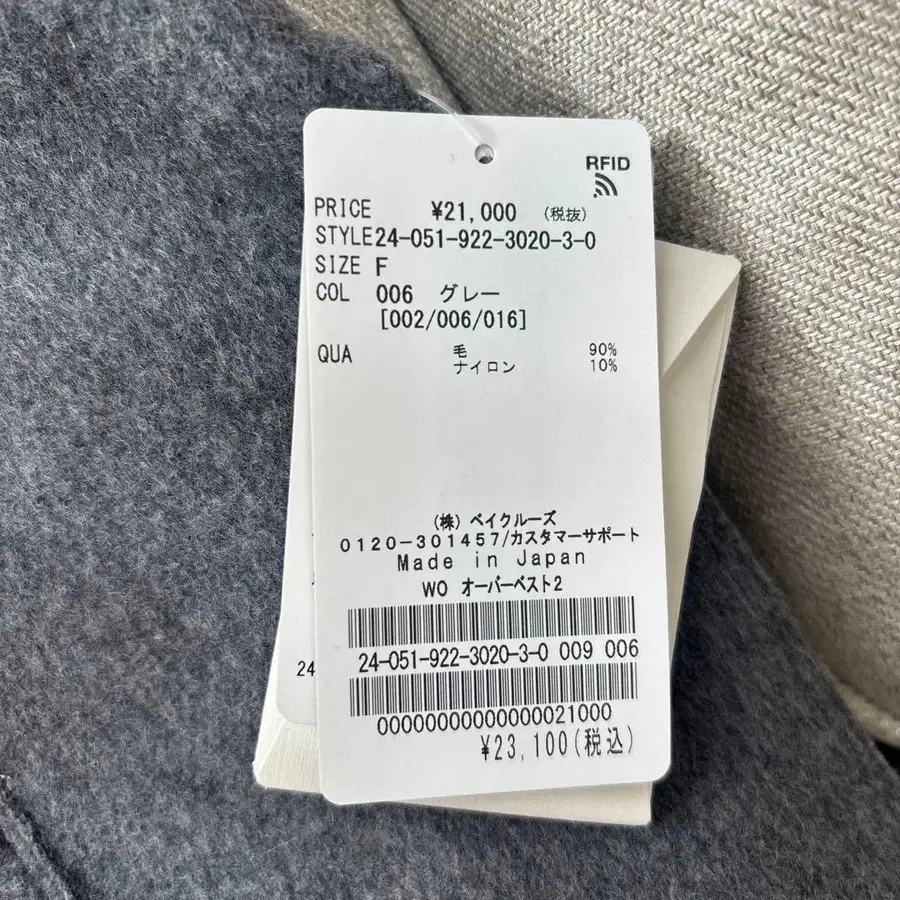 RFID
PRICE ¥21,000 (税抜)
STYLE 24-051-922-3020-3-0
SIZE F
COL 006 グレー
[002/006/016]
QUA 毛 90%
ナイロン 10%
(株) ベイクルーズ
0120-301457/カスタマーサポート
Made in Japan
WO オーバーベスト2
24-051-922-3020-3-0 009 006
00000000000000021000
¥23,100(税込)
24